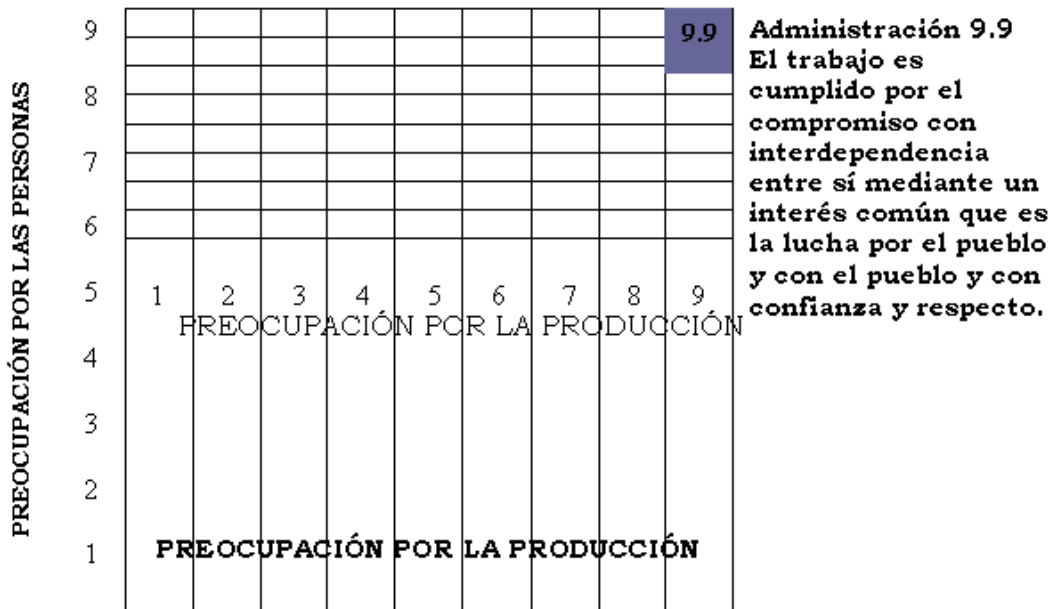 PREOCUPACIÓN POR LAS PERSONAS
9
8
7
6
5
4
3
2
1
9.9
1 2 3 4 5 6 7 8 9
PREOCUPACIÓN POR LA PRODUCCIÓN
PREOCUPACIÓN POR LA PRODUCCIÓN
Administración 9.9
El trabajo es
cumplido por el
compromiso con
interdependencia
entre sí mediante un
interés común que es
la lucha por el pueblo
y con el pueblo y con
confianza y respecto.